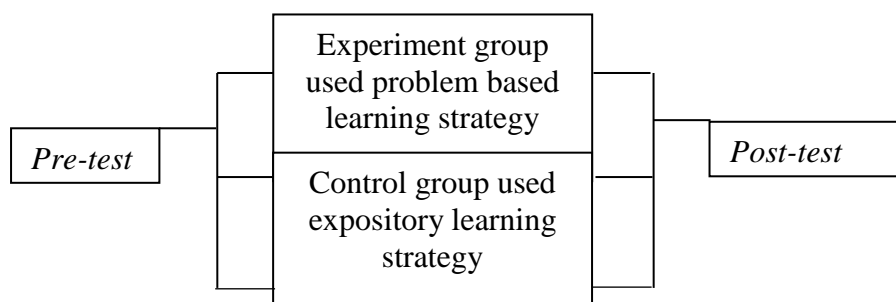 Pre-test
Experiment group
used problem based
learning strategy
Control group used
expository learning
strategy
Post-test